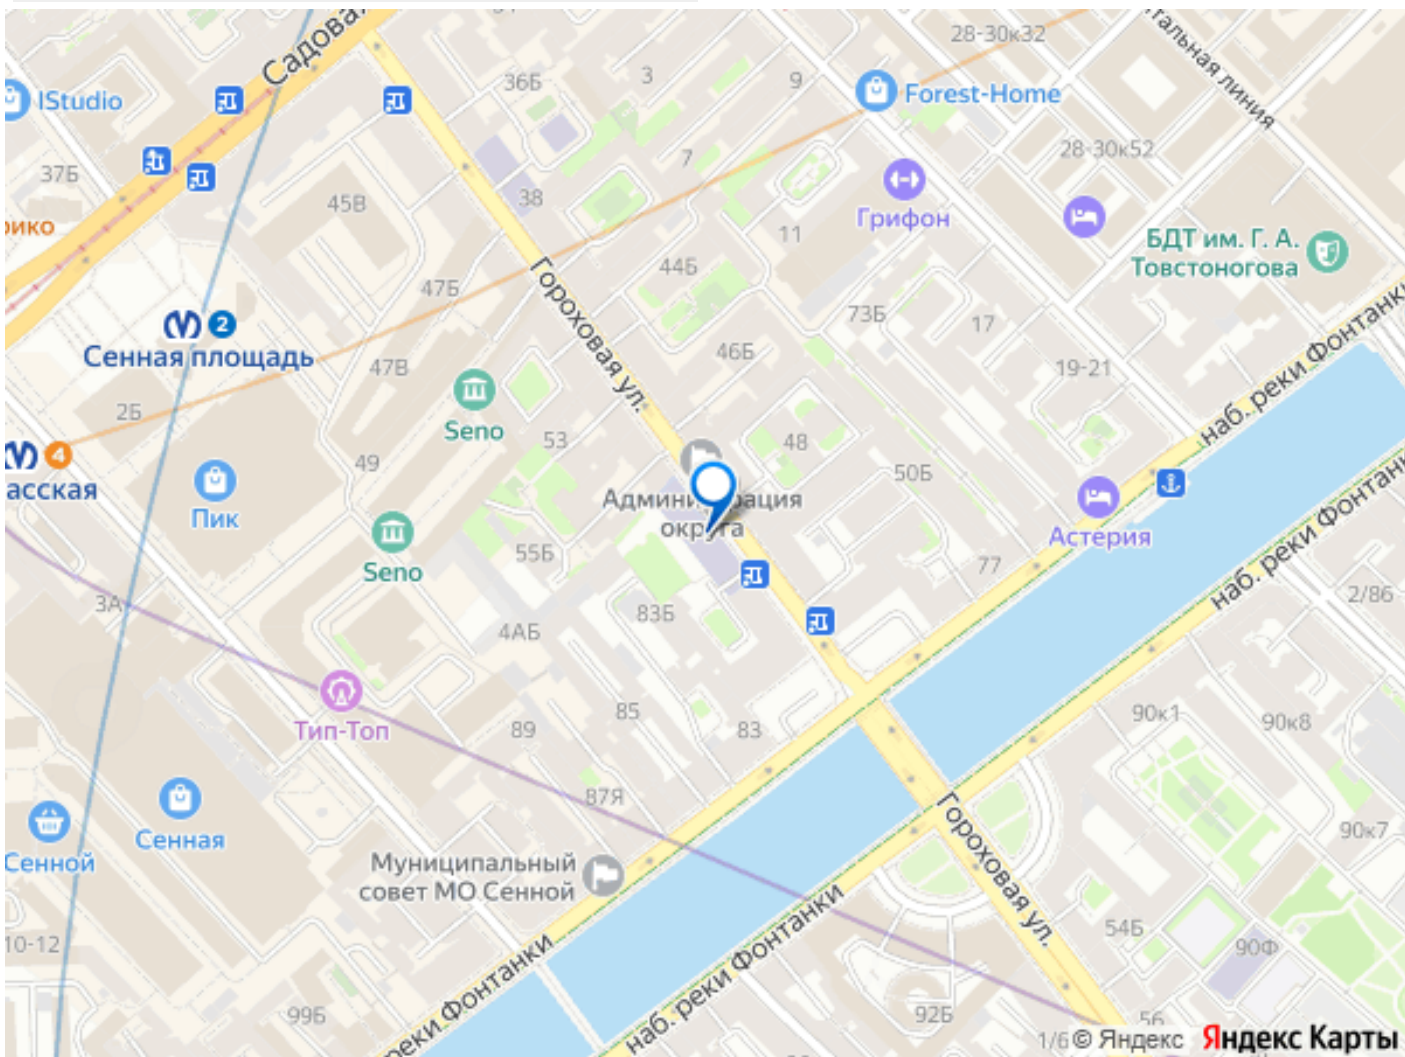 Садовая
36Б
3
9
28-30к32
IStudio
Forest-Home
37Б
45В
38
7
28-30к52
Грифон
БДТ им. Г. А.
Товстоногова
11
44Б
47Б
Гороховая ул.
73Б
17
2
Сенная площадь
47В
46Б
19-21
наб. реки Фонтанки
2Б
Seno
53
48
4
49
50Б
Пик
Администрация
округа
Астерия
наб. реки Фонтанки
55Б
Seno
77
2/86
3А
83Б
4АБ
Тип-Топ
89
85
83
90к1
90к8
87Я
Сенная
Сенной
Гороховая ул.
90к7
Муниципальный
совет МО Сенной
10-12
54Б
90Ф
наб. реки Фонтанки
99Б
92Б
56
1/6
© Яндекс
Яндекс Карты